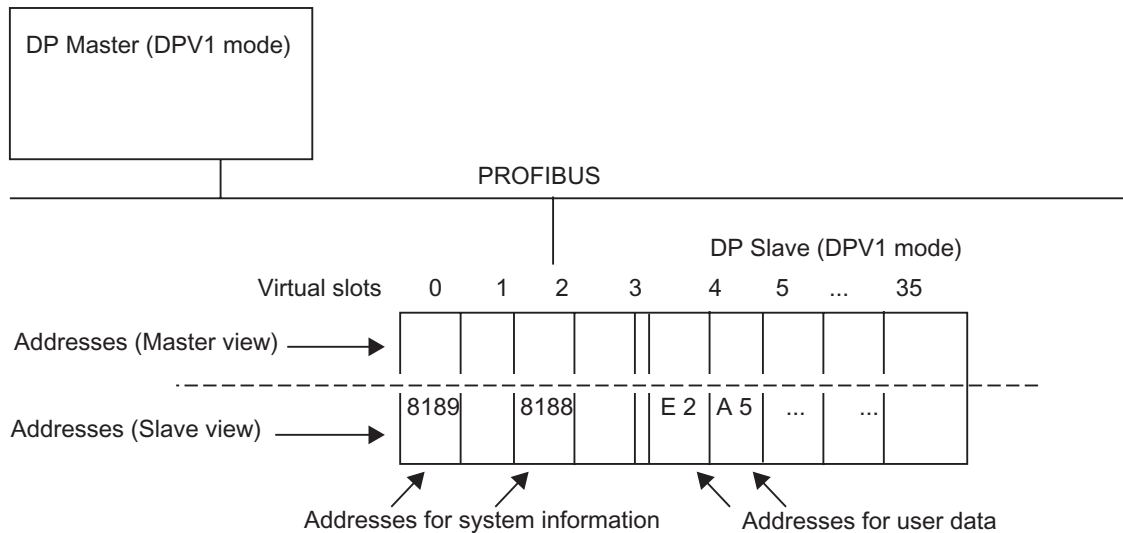 DP Master (DPV1 mode)
PROFIBUS
DP Slave (DPV1 mode)
Virtual slots 0 1 2 3 4 5 ... 35
Addresses (Master view)
8189 8188 E 2 A 5 ... ...
Addresses (Slave view)
Addresses for system information Addresses for user data